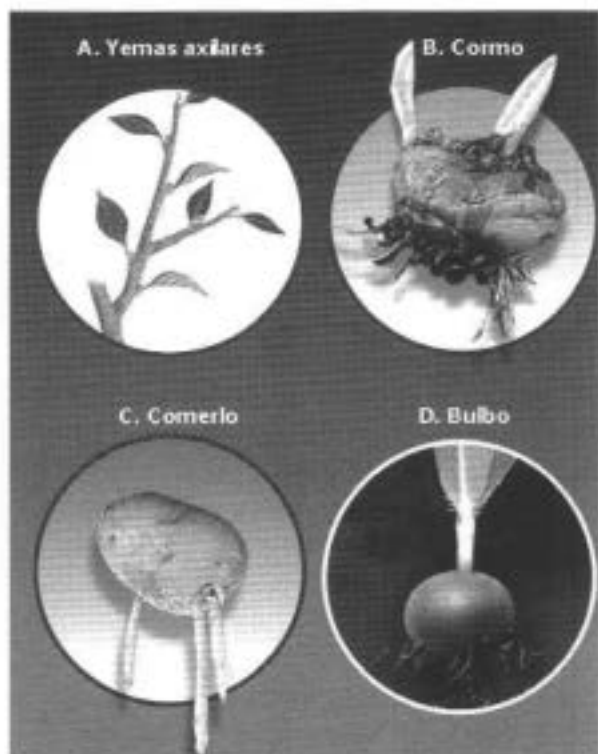 A. Yemas axilares
B. Cormo
C. Comerlo
D. Bulbo